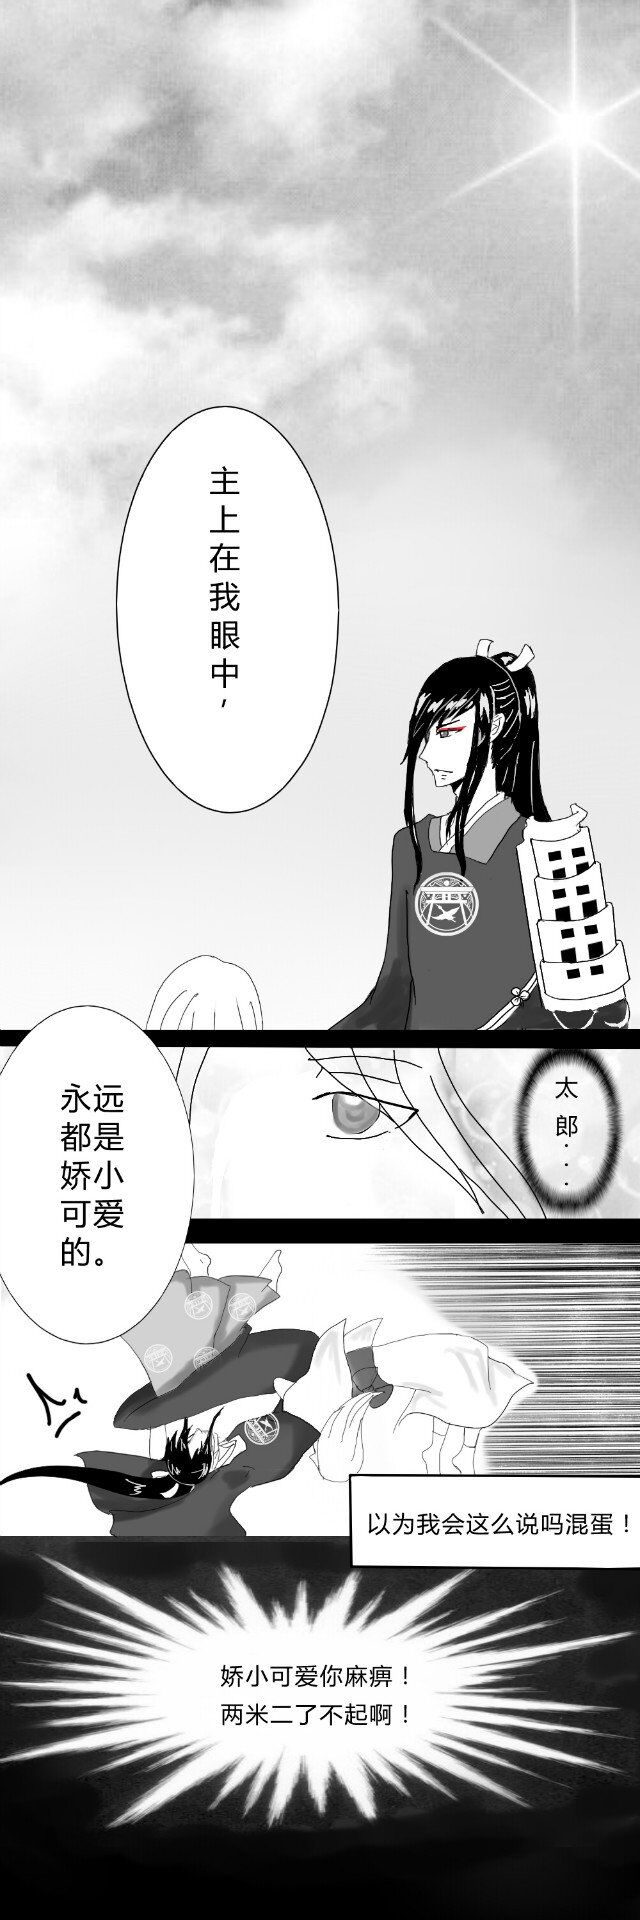 主上在我眼中，
太郎...
永都娇可的。
远是小爱
以为我会这么说吗混蛋！
娇小可爱你麻痹！
两米二了不起啊！